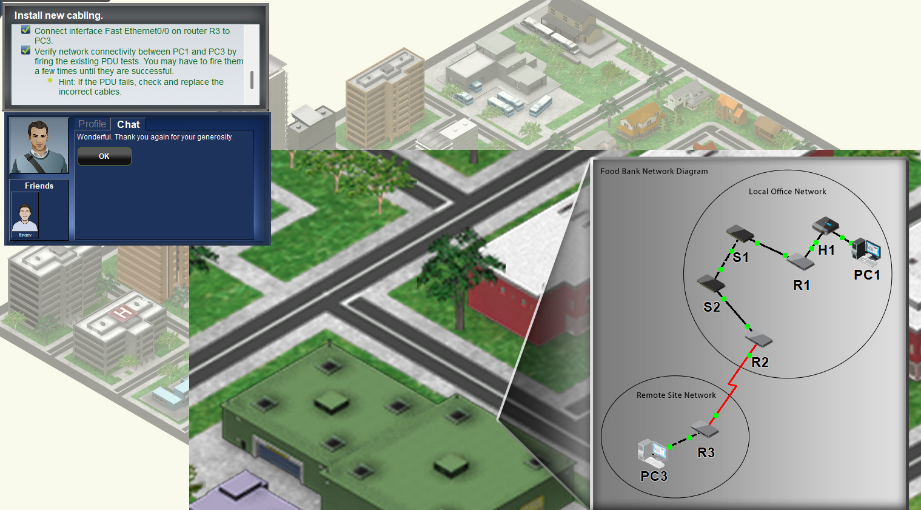 Install new cabling.
Connect interface Fast Ethernet0/0 on router R3 to
PC3.
Verify network connectivity between PC1 and PC3 by
firing the existing PDU tests. You may have to fire them
a few times until they are successful.
Hint: If the PDU fails, check and replace the
incorrect cables.
Profile
Chat
Wonderful. Thank you again for your generosity
OK
Friends
H
Food Bank Network Diagram
Local Office Network
S1
H1
R1
PC1
S2
R2
Remote Site Network
R3
PC3